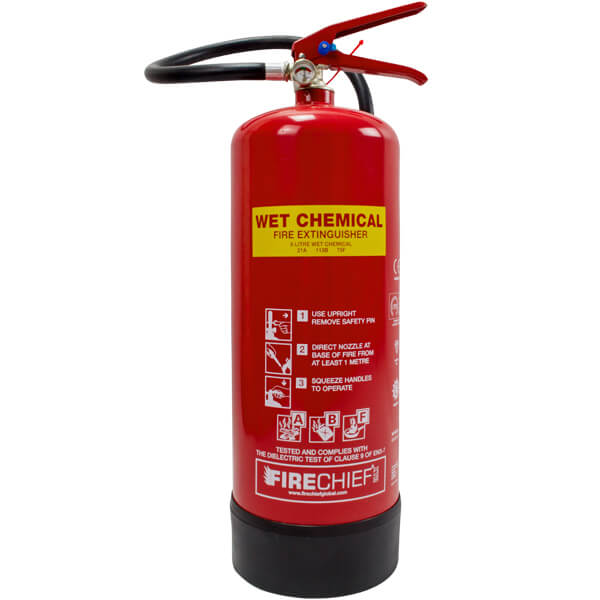 WET CHEMICAL
FIRE EXTINGUISHER
6 LITRE WET CHEMICAL
21A 113B 75F
1 USE UPRIGHT
REMOVE SAFETY PIN
2 DIRECT NOZZLE AT
BASE OF FIRE FROM
AT LEAST 1 METRE
3 SQUEEZE HANDLES
TO OPERATE
A B F
TESTED AND COMPLIES WITH
THE DIELECTRIC TEST OF CLAUSE 9 OF EN3-7
FIRECHIEF
www.firechiefglobal.com